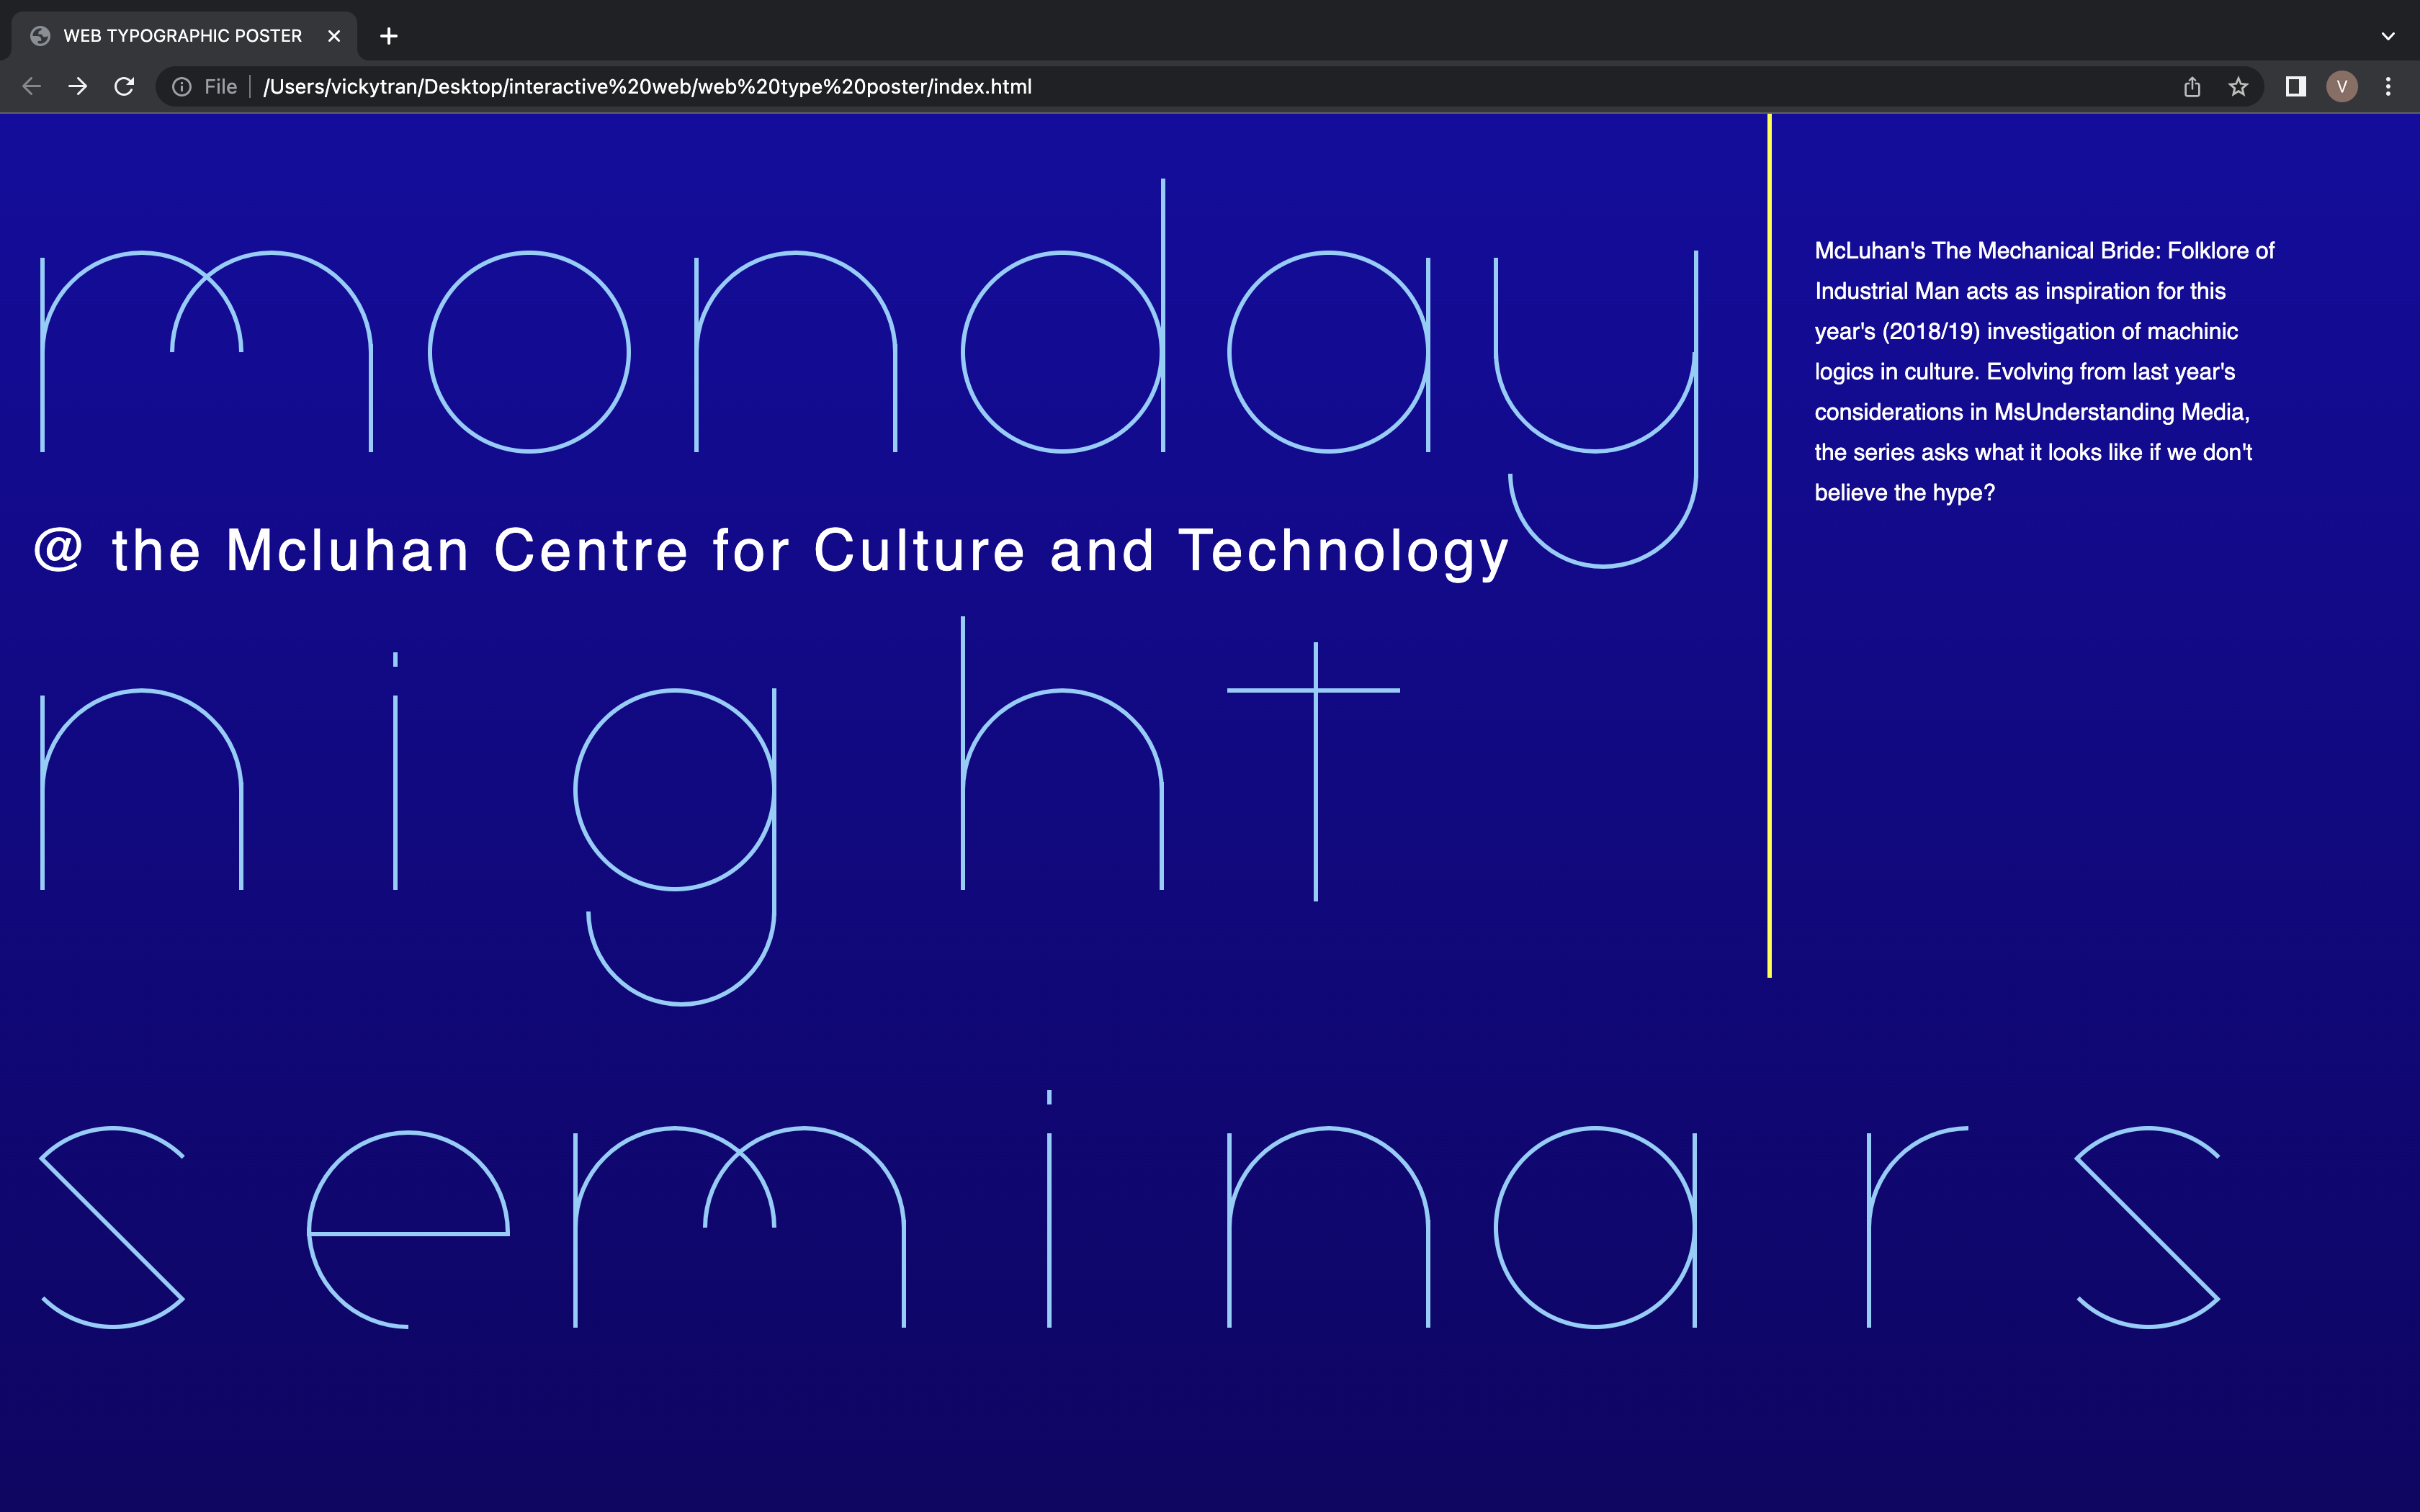 WEB TYPOGRAPHIC POSTER
File /Users/vickytran/Desktop/interactive%20web/web%20type%20poster/index.html
V
monday
@ the Mcluhan Centre for Culture and Technology
night
seminars
McLuhan's The Mechanical Bride: Folklore of
Industrial Man acts as inspiration for this
year's (2018/19) investigation of machinic
logics in culture. Evolving from last year's
considerations in MsUnderstanding Media,
the series asks what it looks like if we don't
believe the hype?